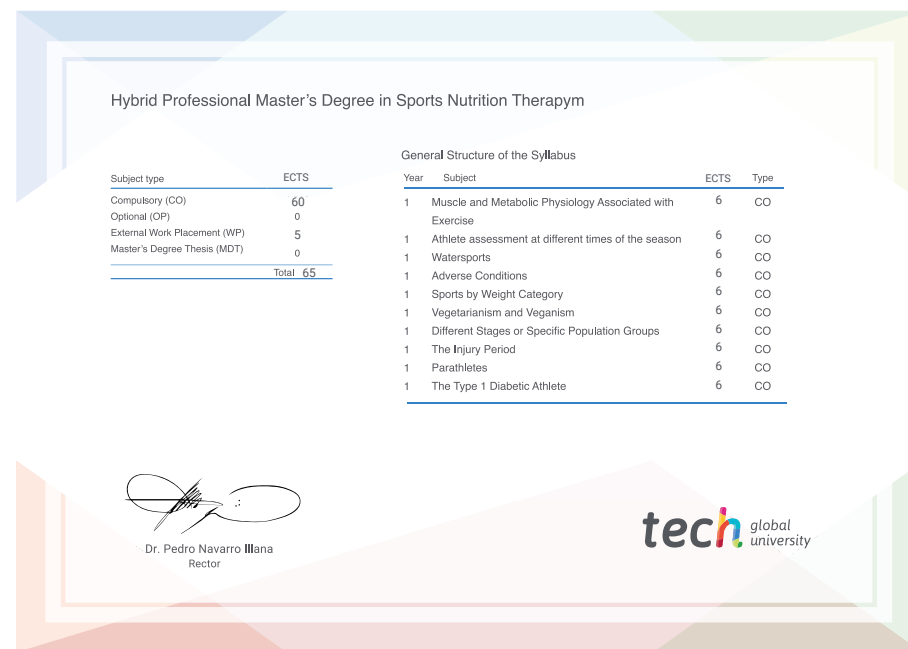 Hybrid Professional Master's Degree in Sports Nutrition Therapym
General Structure of the Syllabus
Subject type ECTS
Compulsory (CO) 60
Optional (OP) 0
External Work Placement (WP) 5
Master's Degree Thesis (MDT) 0
Total 65
Year Subject ECTS Type
1 Muscle and Metabolic Physiology Associated with 6 CO
Exercise
1 Athlete assessment at different times of the season 6 CO
1 Watersports 6 CO
1 Adverse Conditions 6 CO
1 Sports by Weight Category 6 CO
1 Vegetarianism and Veganism 6 CO
1 Different Stages or Specific Population Groups 6 CO
1 The Injury Period 6 CO
1 Parathletes 6 CO
1 The Type 1 Diabetic Athlete 6 CO
Dr. Pedro Navarro Illana
Rector
tech global
university